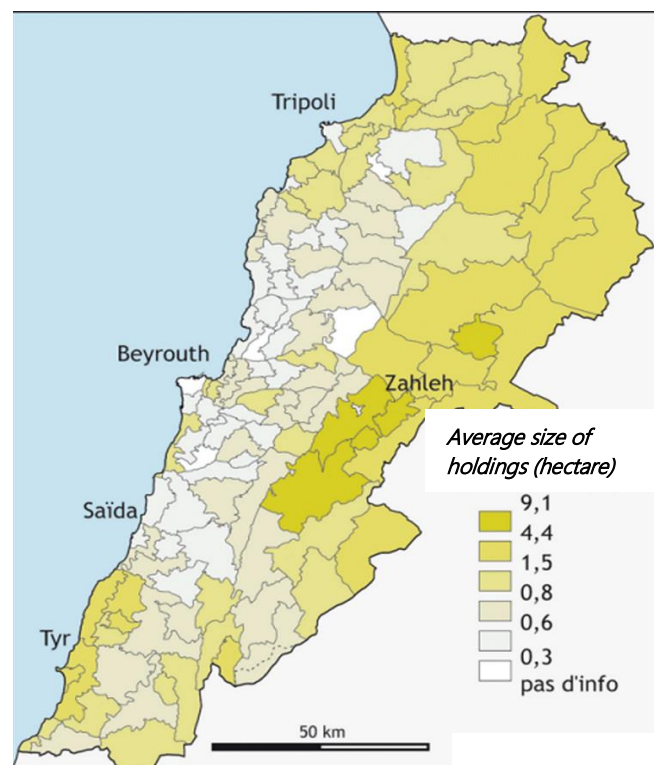 Tripoli
Beyrouth
Zahleh
Average size of
holdings (hectare)
9,1
4,4
1,5
0,8
0,6
0,3
pas d'info
Saïda
Tyr
50 km